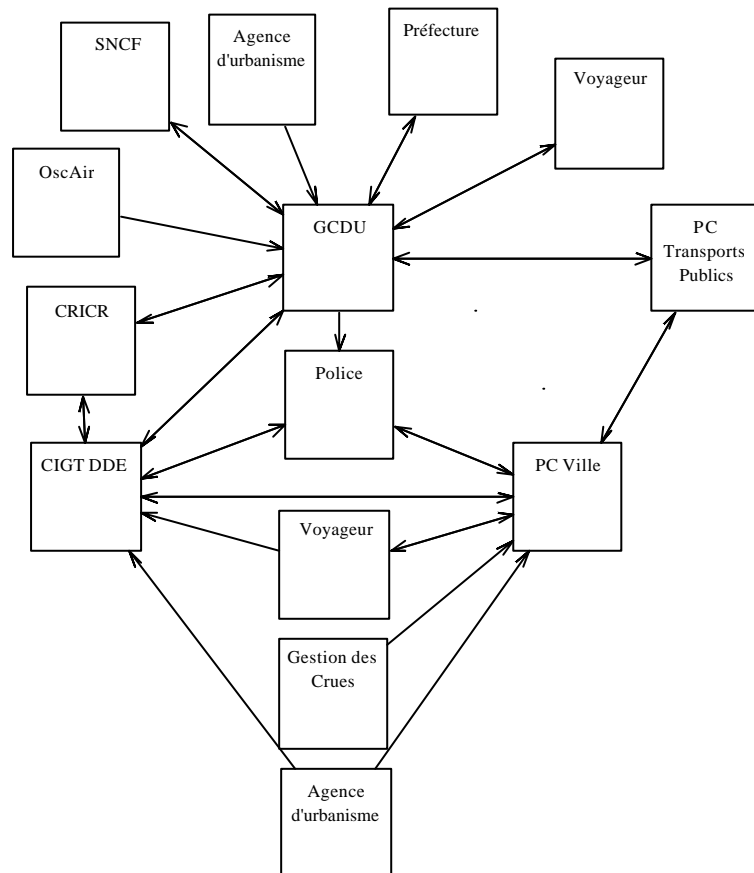 SNCF
Agence
d'urbanisme
Préfecture
Voyageur
OscAir
GCDU
PC
Transports
Publics
CRICR
Police
CIGT DDE
PC Ville
Voyageur
Gestion des
Crues
Agence
d'urbanisme